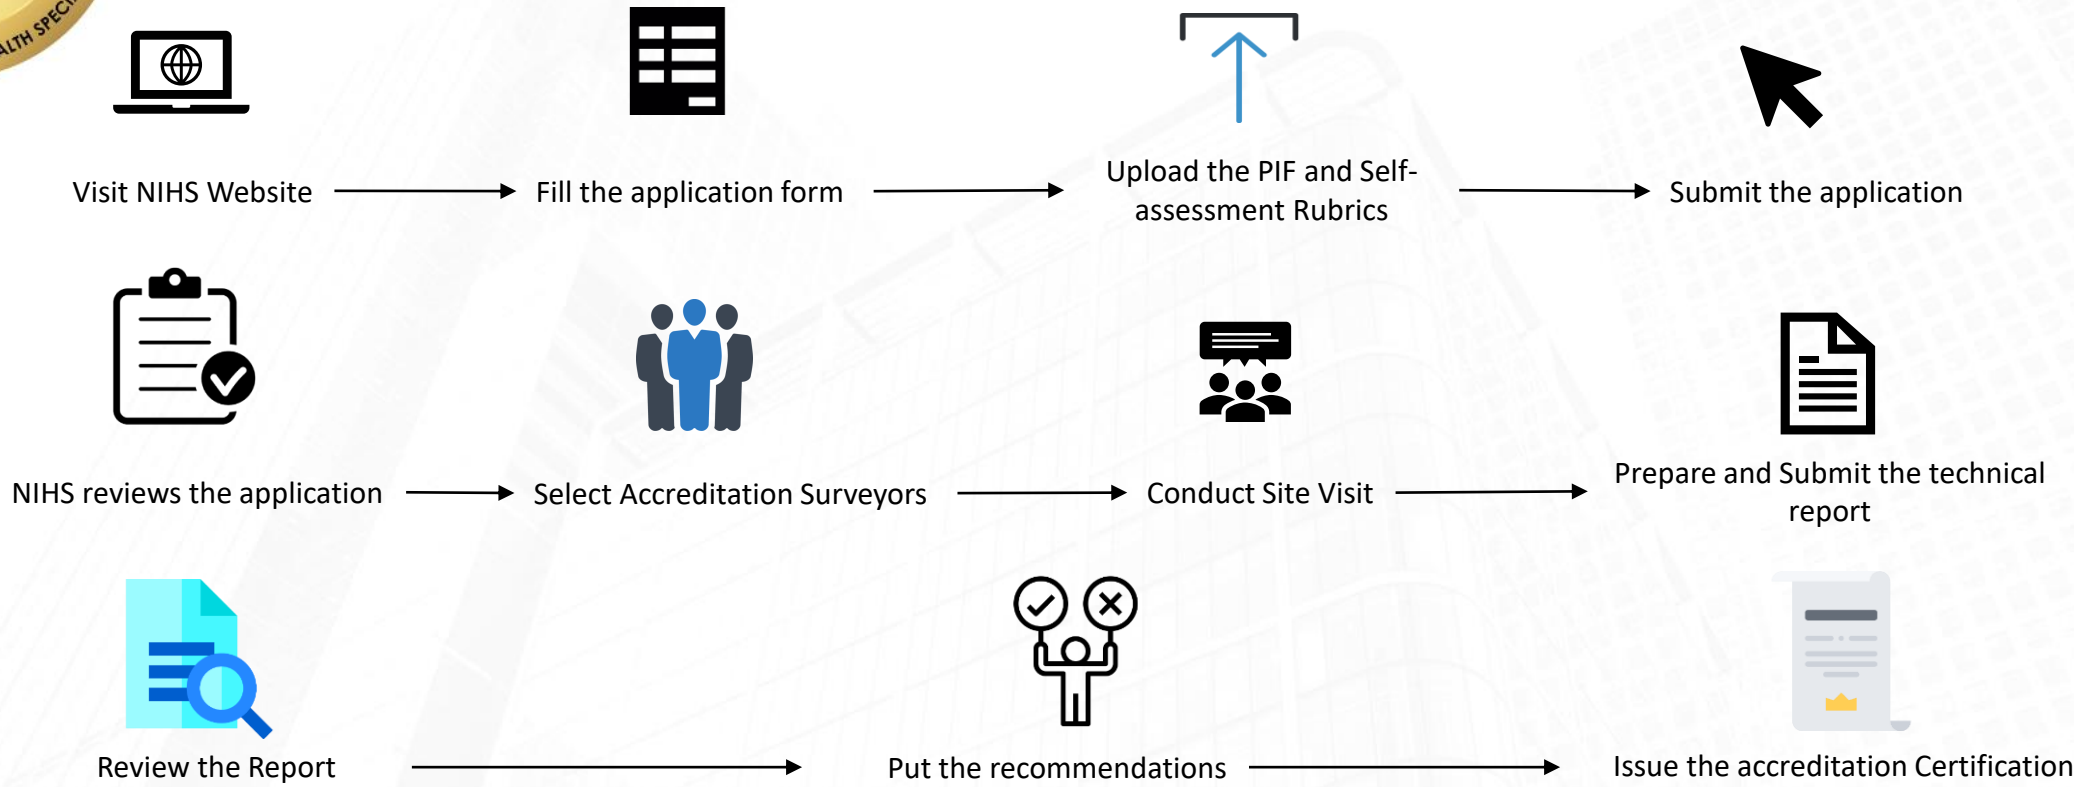 ALTH SPECI
Visit NIHS Website
Fill the application form
Upload the PIF and Self-
assessment Rubrics
Submit the application
NIHS reviews the application
Select Accreditation Surveyors
Conduct Site Visit
Prepare and Submit the technical
report
Review the Report
Put the recommendations
Issue the accreditation Certification